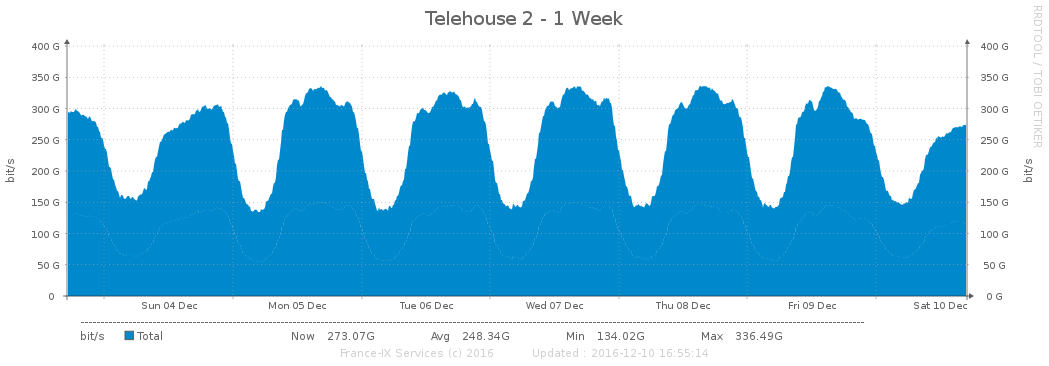 Telehouse 2 - 1 Week
RRDTOOL / TOBI OETIKER
400 G 400 G
350 G 350 G
300 G 300 G
250 G 250 G
200 G 200 G
150 G 150 G
100 G 100 G
50 G 50 G
0 0 G
bit/s
bit/s
Sun 04 Dec Mon 05 Dec Tue 06 Dec Wed 07 Dec Thu 08 Dec Fri 09 Dec Sat 10 Dec
bit/s Total Now 273.07G Avg 248.34G Min 134.02G Max 336.49G
France-IX Services (c) 2016 Updated : 2016-12-10 16:55:14